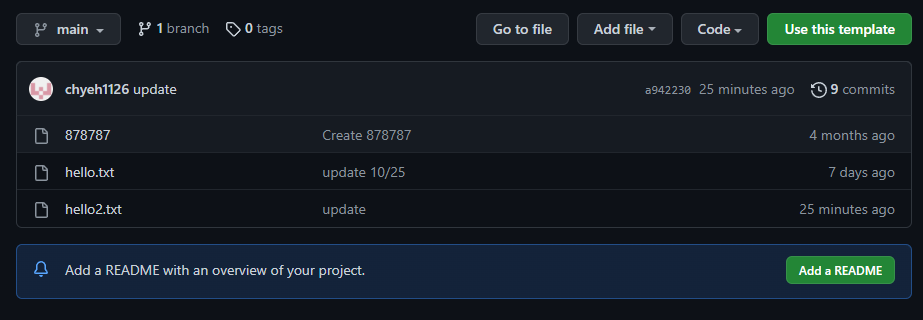 main 1 branch 0 tags Go to file Add file Code Use this template
chyeh1126 update a942230 25 minutes ago 9 commits
878787 Create 878787 4 months ago
hello.txt update 10/25 7 days ago
hello2.txt update 25 minutes ago
Add a README with an overview of your project. Add a README